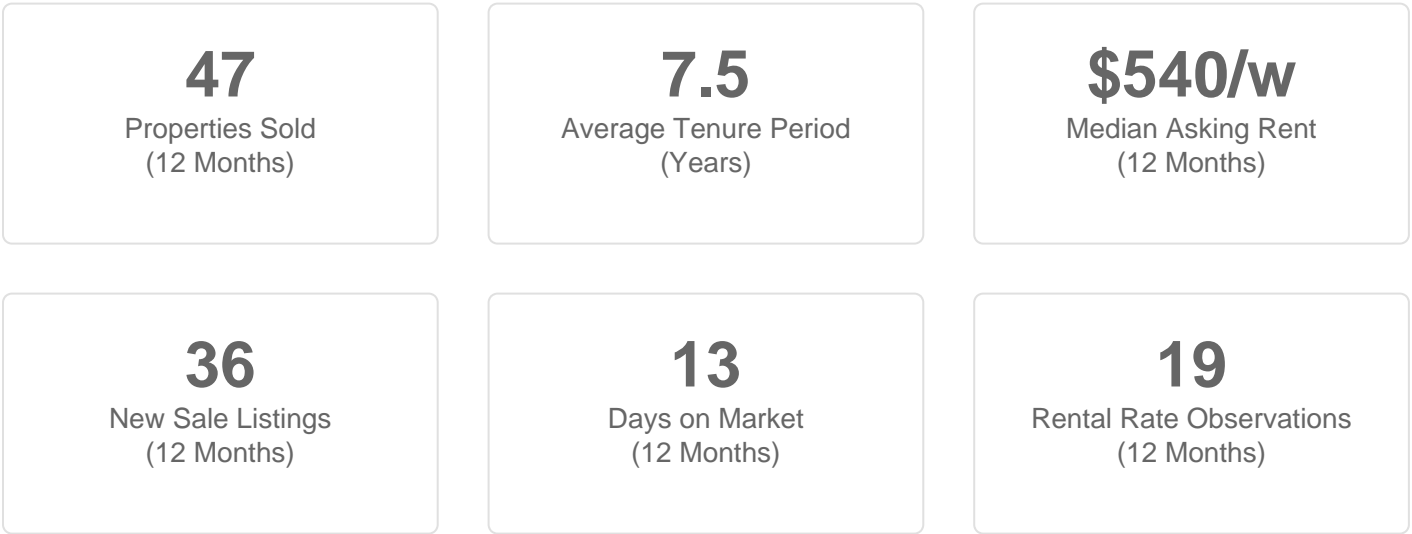 47
Properties Sold
(12 Months)
7.5
Average Tenure Period
(Years)
$540/w
Median Asking Rent
(12 Months)
36
New Sale Listings
(12 Months)
13
Days on Market
(12 Months)
19
Rental Rate Observations
(12 Months)